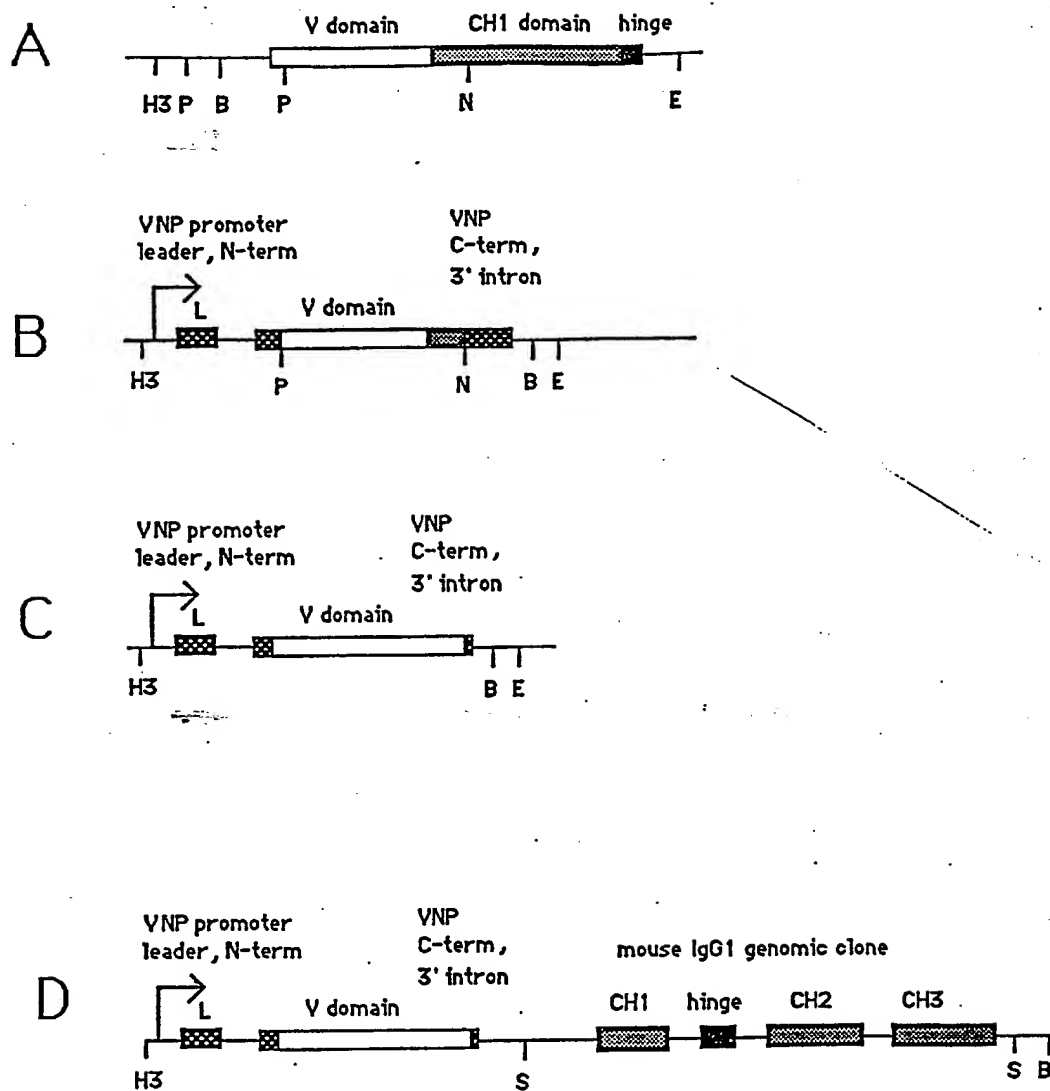 A
V domain CH1 domain hinge
H3 P B P N E
VNP promoter
leader, N-term
VNP
C-term,
3' intron
B
L
V domain
H3 P N B E
VNP promoter
leader, N-term
VNP
C-term,
3' intron
C
L
V domain
H3 B E
VNP promoter
leader, N-term
VNP
C-term,
3' intron
mouse IgG1 genomic clone
D
L
V domain
CH1 hinge CH2 CH3
H3 S S B